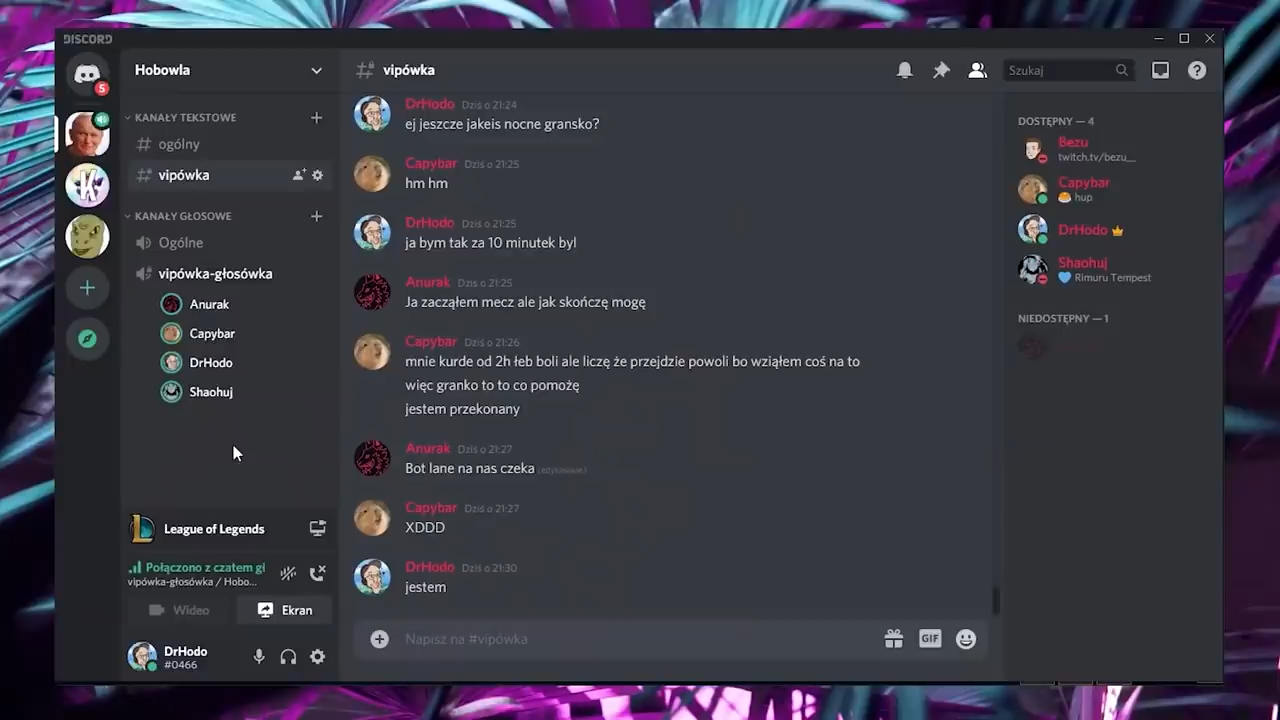 DISCORD
5
Hobowla
KANAŁY TEKSTOWE
ogólny
vipówka
KANAŁY GŁOSOWE
Ogólne
vipówka-głosówka
Anurak
Capybar
DrHodo
Shaohuj
League of Legends
Połączono z czatem gł
vipówka-głosówka / Hobo...
Wideo
Ekran
DrHodo
#0466
vipówka
Szukaj
DrHodo Dziś o 21:24
ej jeszcze jakeis nocne gransko?
Capybar Dziś o 21:25
hm hm
DrHodo Dziś o 21:25
ja bym tak za 10 minutek byl
Anurak Dziś o 21:25
Ja zacząłem mecz ale jak skończę mogę
Capybar Dziś o 21:26
mnie kurde od 2h łeb boli ale liczę że przejdzie powoli bo wziąłem coś na to
więc granko to to co pomożę
jestem przekonany
Anurak Dziś o 21:27
Bot lane na nas czeka (edytowane)
Capybar Dziś o 21:27
XDDD
DrHodo Dziś o 21:30
jestem
Napisz na #vipówka
GIF
DOSTĘPNY — 4
Bezu
twitch.tv/bezu__
Capybar
hup
DrHodo
Shaohuj
Rimuru Tempest
NIEDOSTĘPNY — 1